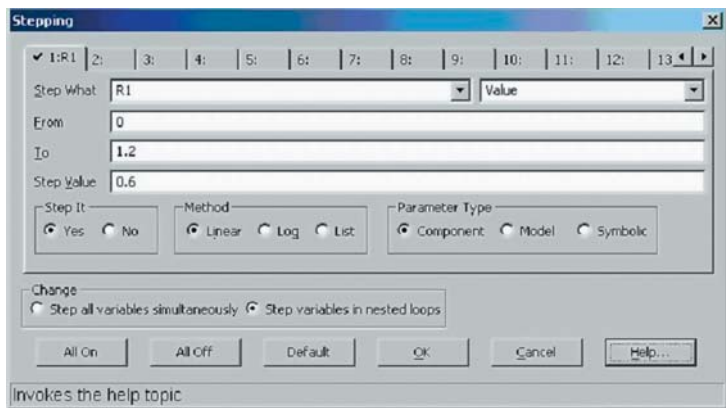 Stepping
✔ 1:R1 2: 3: 4: 5: 6: 7: 8: 9: 10: 11: 12: 13
Step What R1 Value
From 0
To 1.2
Step Value 0.6
Step It Method Parameter Type
Yes No Linear Log List Component Model Symbolic
Change
Step all variables simultaneously Step variables in nested loops
All On All Off Default OK Cancel Help...
Invokes the help topic